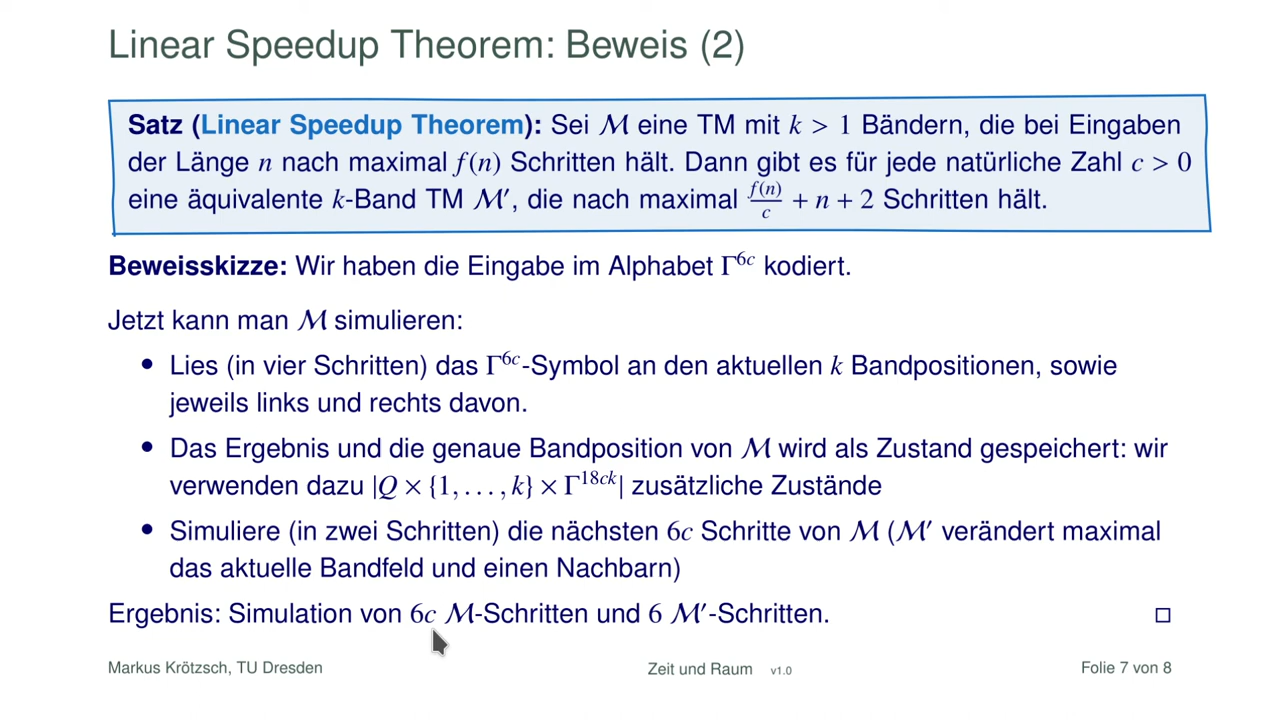 Linear Speedup Theorem: Beweis (2)
Satz (Linear Speedup Theorem): Sei ℳ eine TM mit k > 1 Bändern, die bei Eingaben
der Länge n nach maximal f(n) Schritten hält. Dann gibt es für jede natürliche Zahl c > 0
eine äquivalente k-Band TM ℳ′, die nach maximal f(n)/c + n + 2 Schritten hält.
Beweisskizze: Wir haben die Eingabe im Alphabet Γ⁶ᶜ kodiert.
Jetzt kann man ℳ simulieren:
• Lies (in vier Schritten) das Γ⁶ᶜ-Symbol an den aktuellen k Bandpositionen, sowie
jeweils links und rechts davon.
• Das Ergebnis und die genaue Bandposition von ℳ wird als Zustand gespeichert: wir
verwenden dazu |Q × {1, . . . , k} × Γ¹⁸ᶜᵏ| zusätzliche Zustände
• Simuliere (in zwei Schritten) die nächsten 6c Schritte von ℳ (ℳ′ verändert maximal
das aktuelle Bandfeld und einen Nachbarn)
Ergebnis: Simulation von 6c ℳ-Schritten und 6 ℳ′-Schritten. □
Markus Krötzsch, TU Dresden Zeit und Raum v1.0 Folie 7 von 8